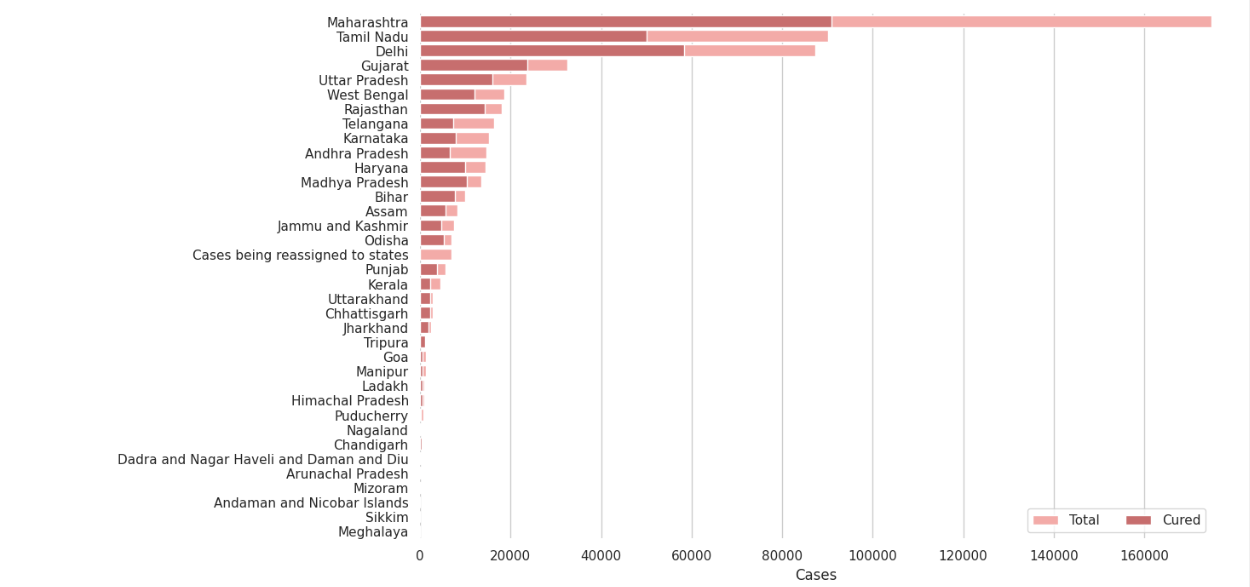 Maharashtra
Tamil Nadu
Delhi
Gujarat
Uttar Pradesh
West Bengal
Rajasthan
Telangana
Karnataka
Andhra Pradesh
Haryana
Madhya Pradesh
Bihar
Assam
Jammu and Kashmir
Odisha
Cases being reassigned to states
Punjab
Kerala
Uttarakhand
Chhattisgarh
Jharkhand
Tripura
Goa
Manipur
Ladakh
Himachal Pradesh
Puducherry
Nagaland
Chandigarh
Dadra and Nagar Haveli and Daman and Diu
Arunachal Pradesh
Mizoram
Andaman and Nicobar Islands
Sikkim
Meghalaya
Total Cured
0 20000 40000 60000 80000 100000 120000 140000 160000
Cases